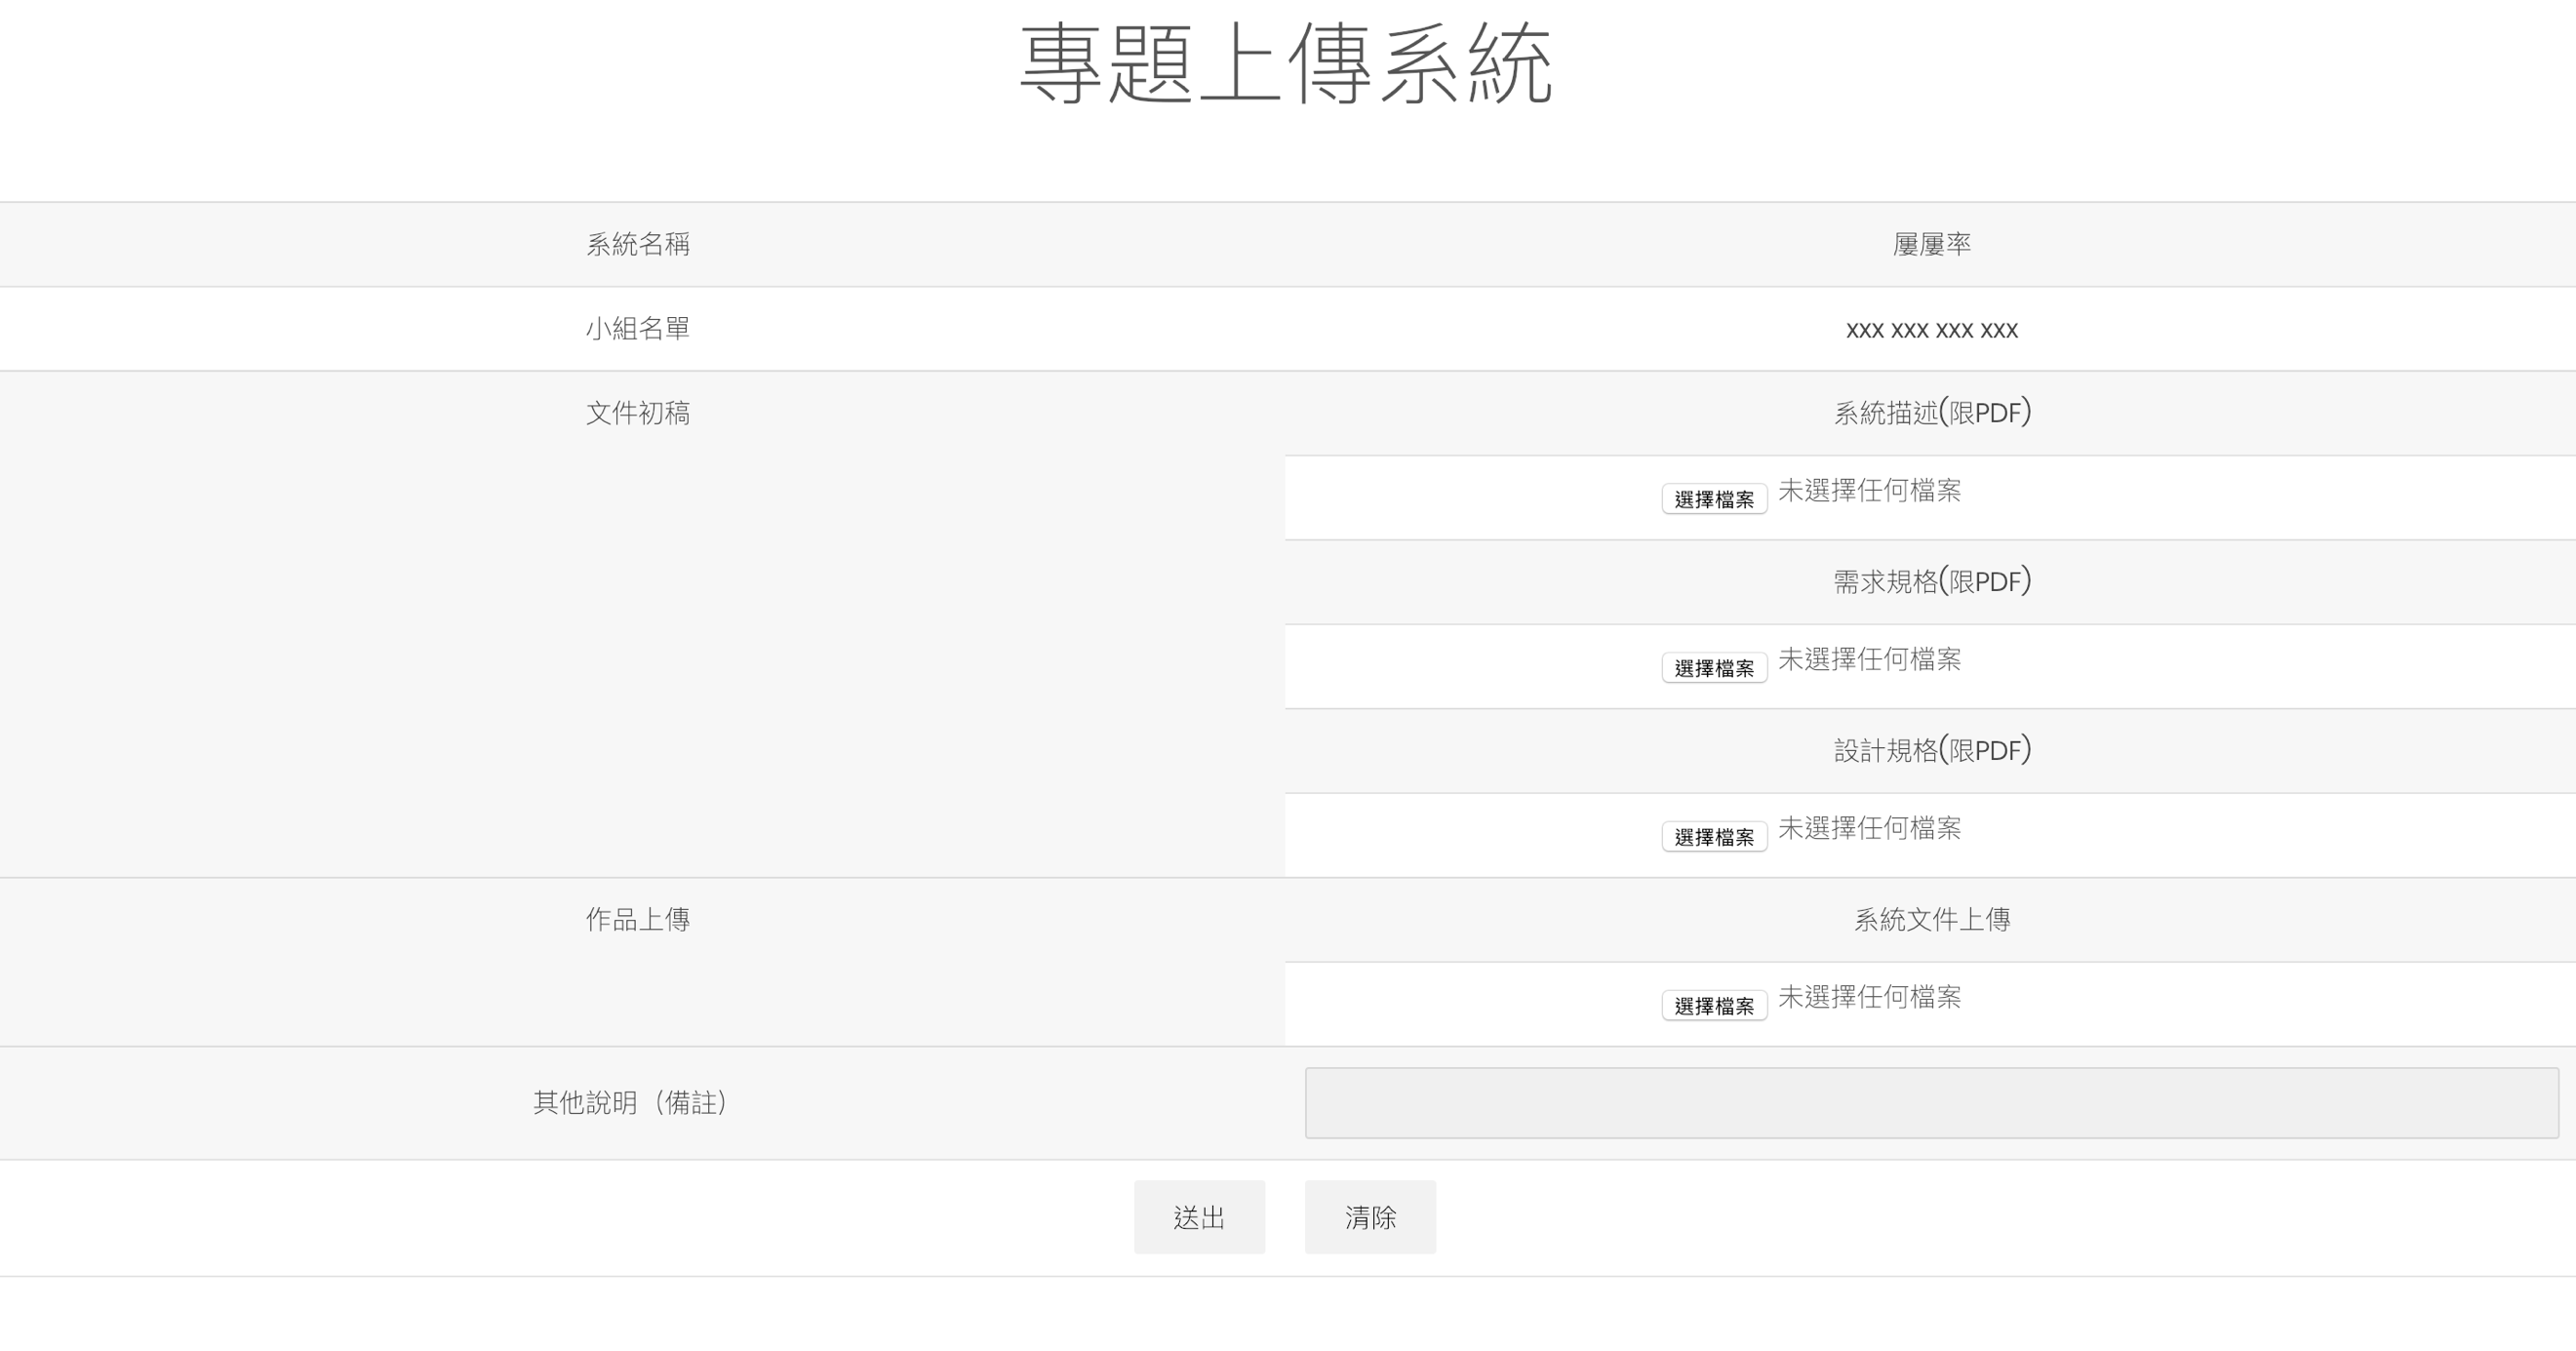 專題上傳系統
系統名稱 屢屢率
小組名單 xxx xxx xxx xxx
文件初稿 系統描述(限PDF)
選擇檔案 未選擇任何檔案
需求規格(限PDF)
選擇檔案 未選擇任何檔案
設計規格(限PDF)
選擇檔案 未選擇任何檔案
作品上傳 系統文件上傳
選擇檔案 未選擇任何檔案
其他說明（備註）
送出 清除